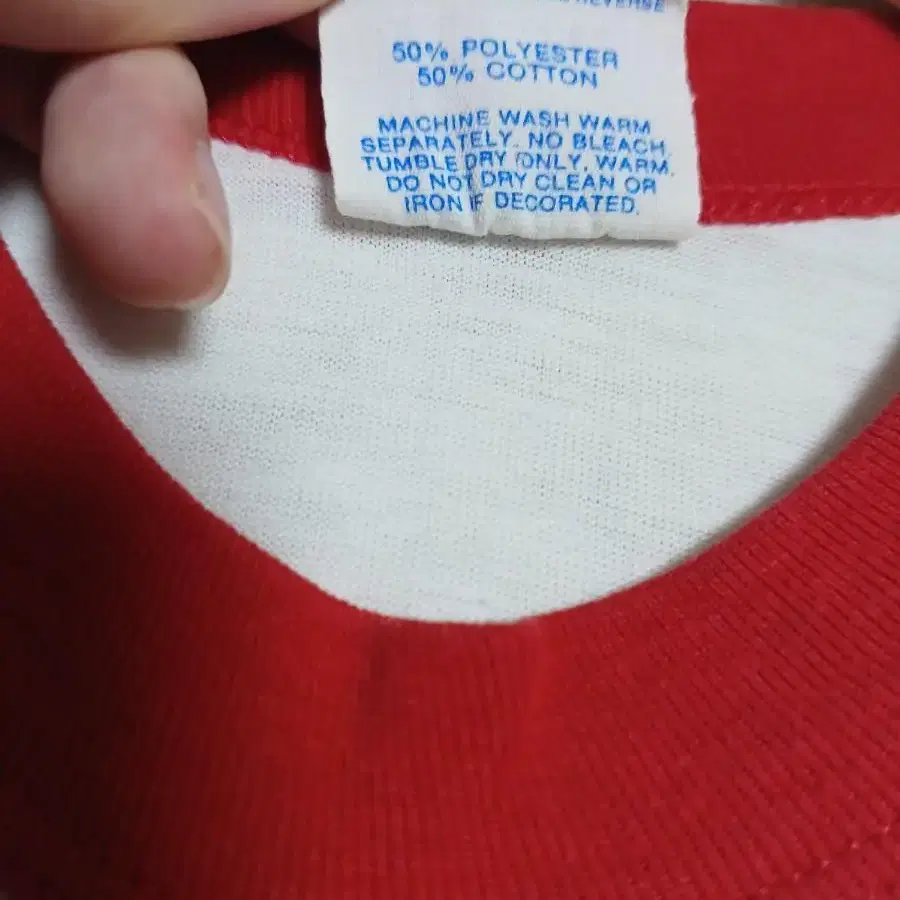 REVERSE
50% POLYESTER
50% COTTON
MACHINE WASH WARM
SEPARATELY. NO BLEACH.
TUMBLE DRY ONLY, WARM.
DO NOT DRY CLEAN OR
IRON IF DECORATED.